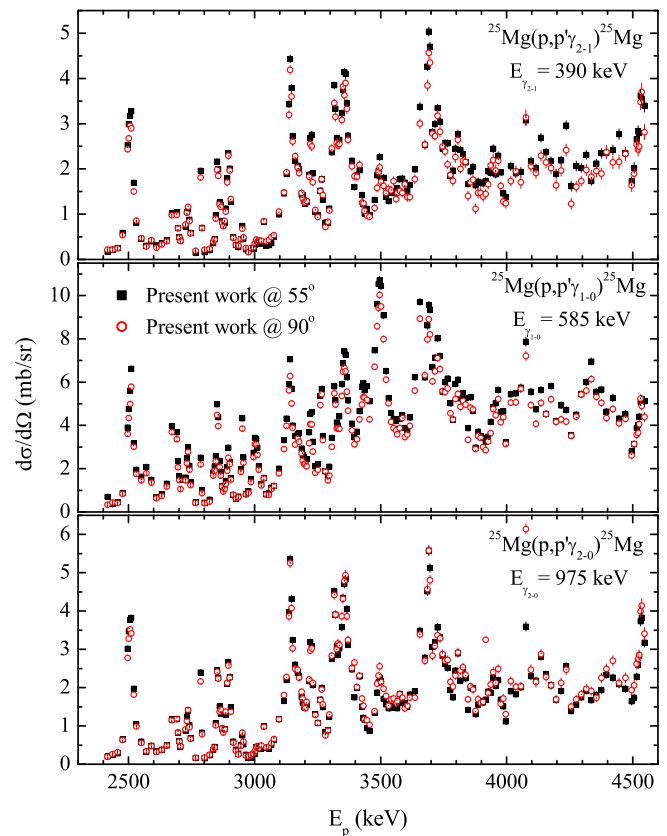 5
4
3
2
1
0
²⁵Mg(p,p'γ₂₋₁)²⁵Mg
E_γ₂₋₁ = 390 keV
10
8
6
4
2
0
Present work @ 55°
Present work @ 90°
²⁵Mg(p,p'γ₁₋₀)²⁵Mg
E_γ₁₋₀ = 585 keV
dσ/dΩ (mb/sr)
6
5
4
3
2
1
0
²⁵Mg(p,p'γ₂₋₀)²⁵Mg
E_γ₂₋₀ = 975 keV
2500 3000 3500 4000 4500
E_p (keV)